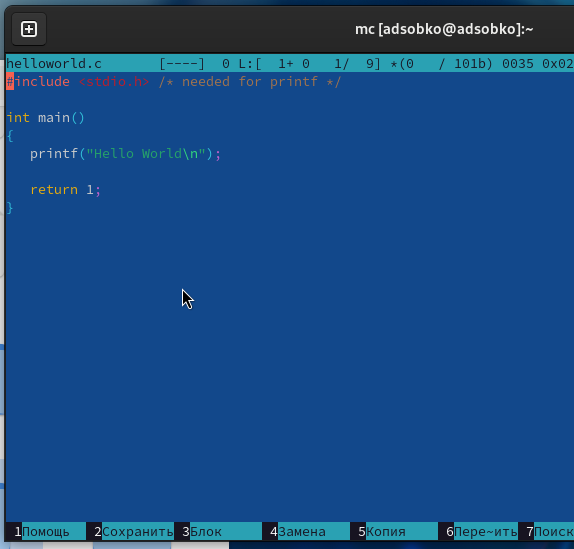 mc [adsobko@adsobko]:~
helloworld.c       [----]  0 L:[  1+ 0   1/  9] *(0   / 101b) 0035 0x02
#include <stdio.h> /* needed for printf */
int main()
{
   printf("Hello World\n");
   return 1;
}
1Помощь  2Сохранить 3Блок      4Замена   5Копия     6Пере~ить 7Поиск